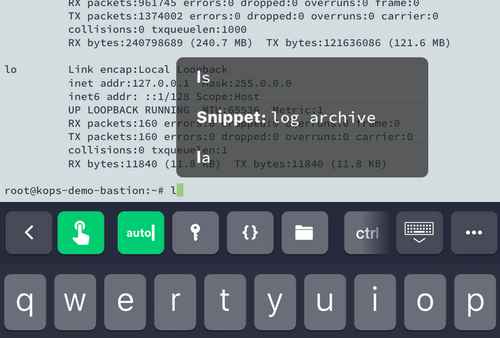 RX packets:961745 errors:0 dropped:0 overruns:0 frame:0
TX packets:1374002 errors:0 dropped:0 overruns:0 carrier:0
collisions:0 txqueuelen:1000
RX bytes:240798689 (240.7 MB) TX bytes:121636086 (121.6 MB)
lo Link encap:Local Loopback
inet addr:127.0.0.1 Mask:255.0.0.0
inet6 addr: ::1/128 Scope:Host
UP LOOPBACK RUNNING MTU:65536 Metric:1
RX packets:160 errors:0 dropped:0 overruns:0 frame:0
TX packets:160 errors:0 dropped:0 overruns:0 carrier:0
collisions:0 txqueuelen:1
RX bytes:11840 (11.8 KB) TX bytes:11840 (11.8 KB)
ls
Snippet: log archive
la
root@kops-demo-bastion:~# l
auto {} ctrl
q w e r t y u i o p